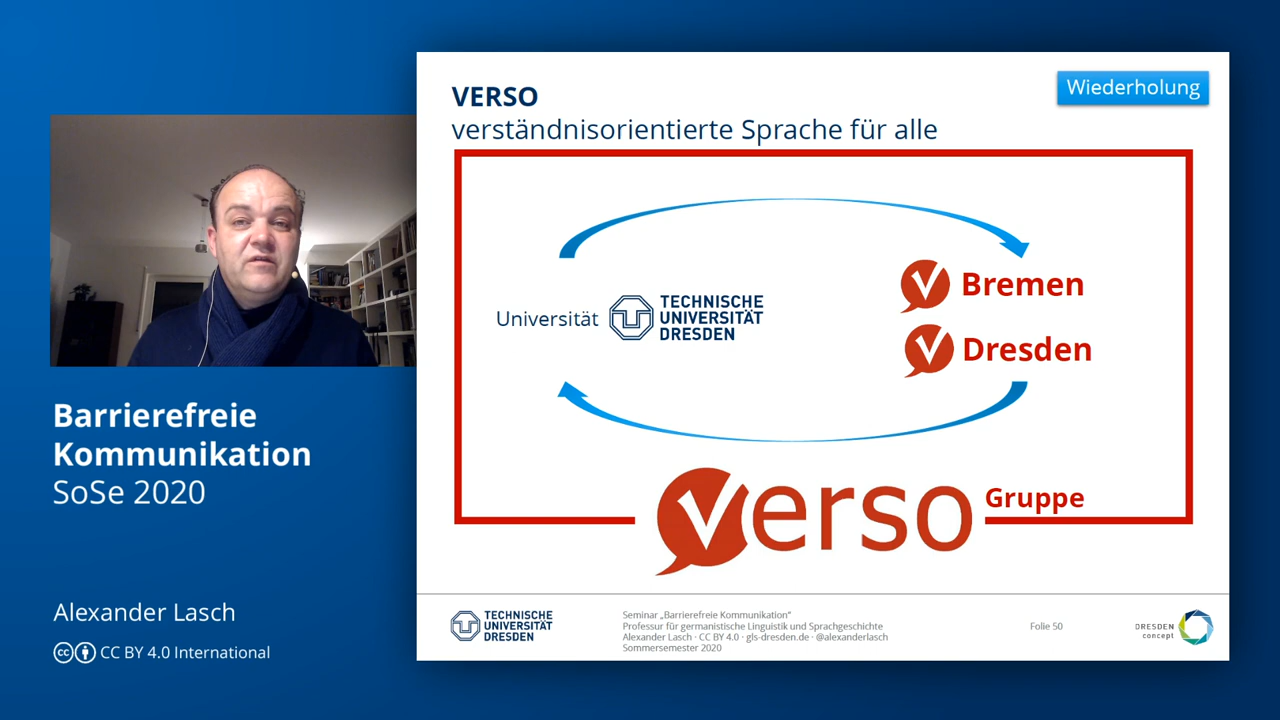 Barrierefreie
Kommunikation
SoSe 2020
Alexander Lasch
CC BY 4.0 International
VERSO
verständnisorientierte Sprache für alle
Wiederholung
Universität
TECHNISCHE
UNIVERSITÄT
DRESDEN
Bremen
Dresden
verso
Gruppe
TECHNISCHE
UNIVERSITÄT
DRESDEN
Seminar „Barrierefreie Kommunikation“
Professur für germanistische Linguistik und Sprachgeschichte
Alexander Lasch · CC BY 4.0 · gls-dresden.de · @alexanderlasch
Sommersemester 2020
Folie 50
DRESDEN
concept